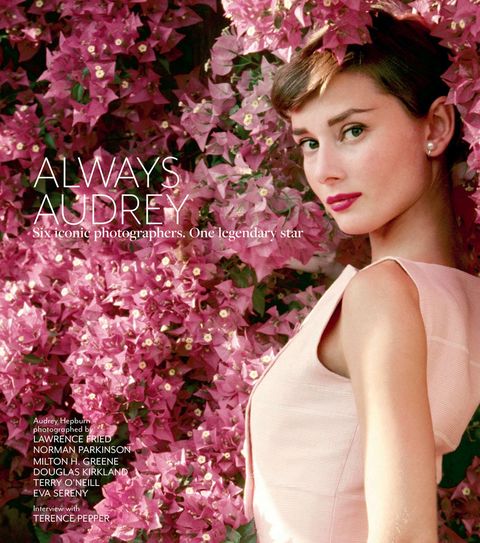 ALWAYS
AUDREY
Six iconic photographers. One legendary star
Audrey Hepburn
photographed by
LAWRENCE FRIED
NORMAN PARKINSON
MILTON H. GREENE
DOUGLAS KIRKLAND
TERRY O'NEILL
EVA SERENY
Interview with
TERENCE PEPPER